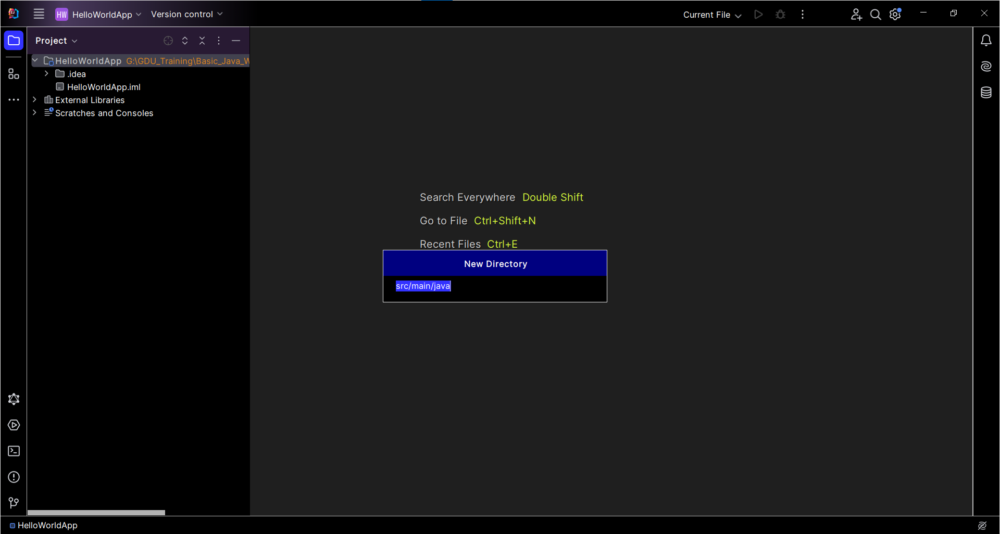 HW HelloWorldApp Version control Current File
Project
HelloWorldApp G:\GDU_Training\Basic_Java_W
.idea
HelloWorldApp.iml
External Libraries
Scratches and Consoles
Search Everywhere Double Shift
Go to File Ctrl+Shift+N
Recent Files Ctrl+E
New Directory
src/main/java
HelloWorldApp